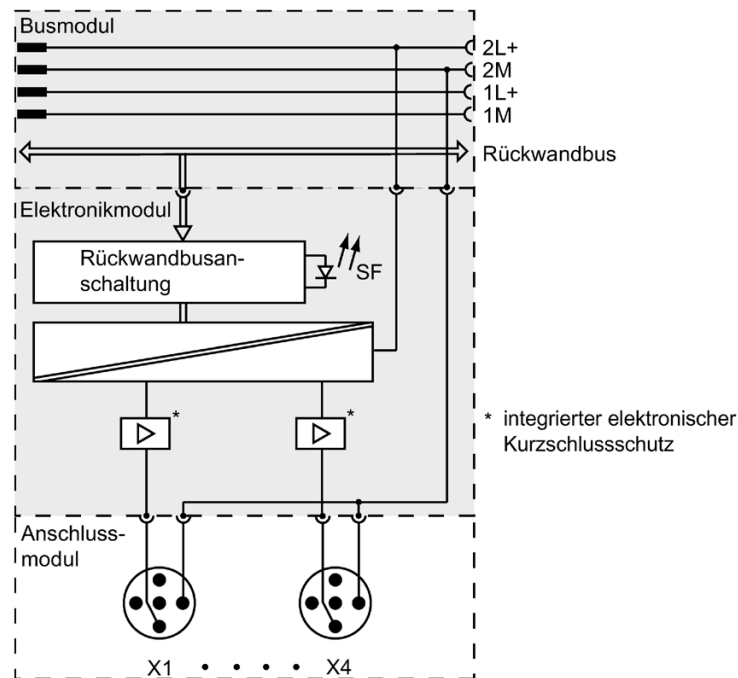 Busmodul
2L+
2M
1L+
1M
Rückwandbus
Elektronikmodul
Rückwandbusan-
schaltung
SF
*
*
* integrierter elektronischer
Kurzschlussschutz
Anschluss-
modul
X1 • • • • X4